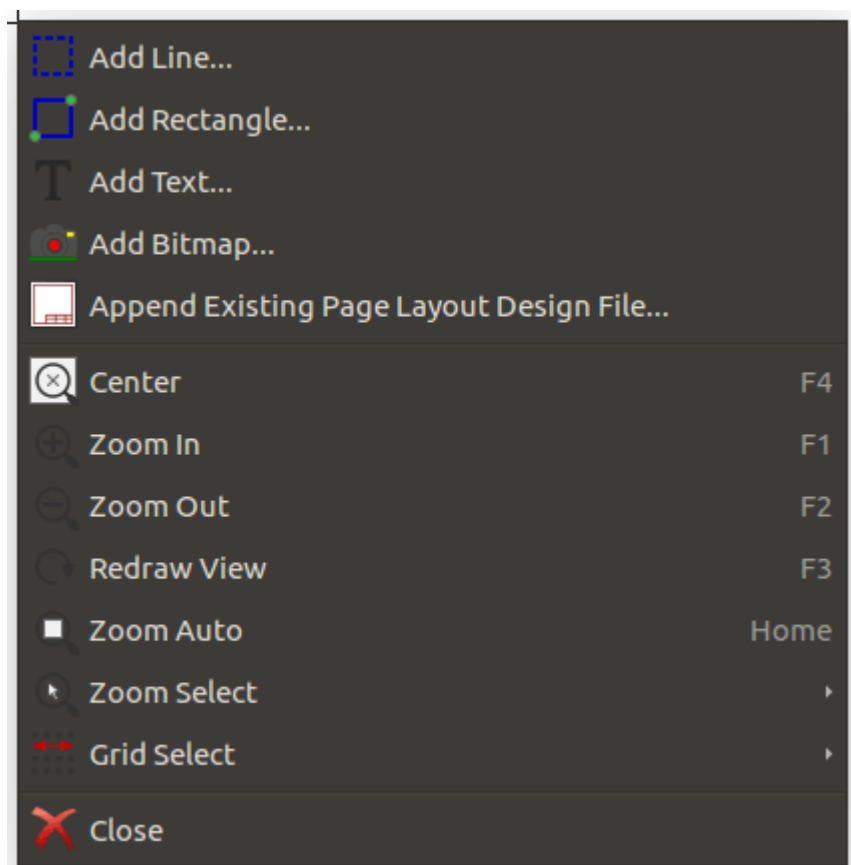 Add Line...
Add Rectangle...
Add Text...
Add Bitmap...
Append Existing Page Layout Design File...
Center F4
Zoom In F1
Zoom Out F2
Redraw View F3
Zoom Auto Home
Zoom Select
Grid Select
Close